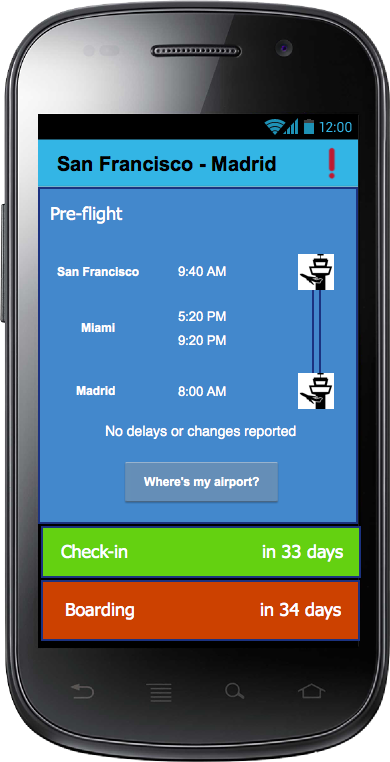 12:00
San Francisco - Madrid
Pre-flight
San Francisco 9:40 AM
5:20 PM
Miami
9:20 PM
Madrid 8:00 AM
No delays or changes reported
Where's my airport?
Check-in in 33 days
Boarding in 34 days